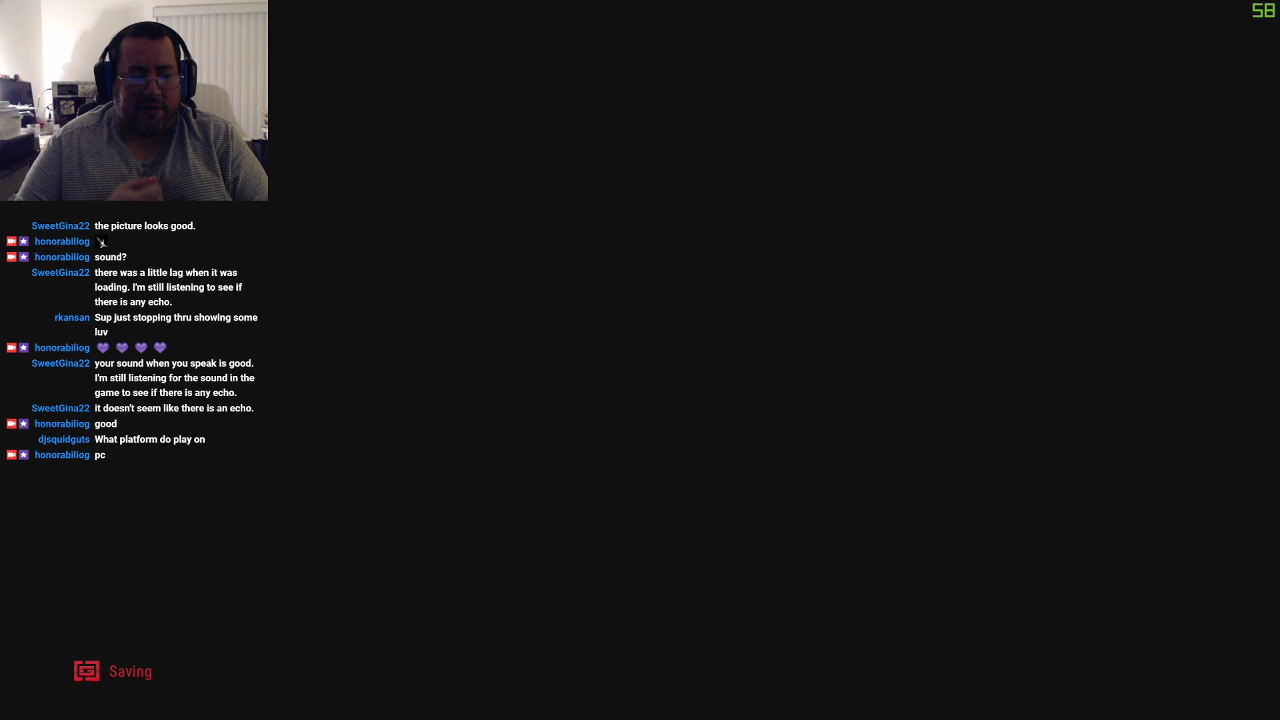 58
SweetGina22 the picture looks good.
honorabiliog
honorabiliog sound?
SweetGina22 there was a little lag when it was
loading. I'm still listening to see if
there is any echo.
rkansan Sup just stopping thru showing some
luv
honorabiliog 💜 💜 💜 💜
SweetGina22 your sound when you speak is good.
I'm still listening for the sound in the
game to see if there is any echo.
SweetGina22 it doesn't seem like there is an echo.
honorabiliog good
djsquidguts What platform do play on
honorabiliog pc
Saving